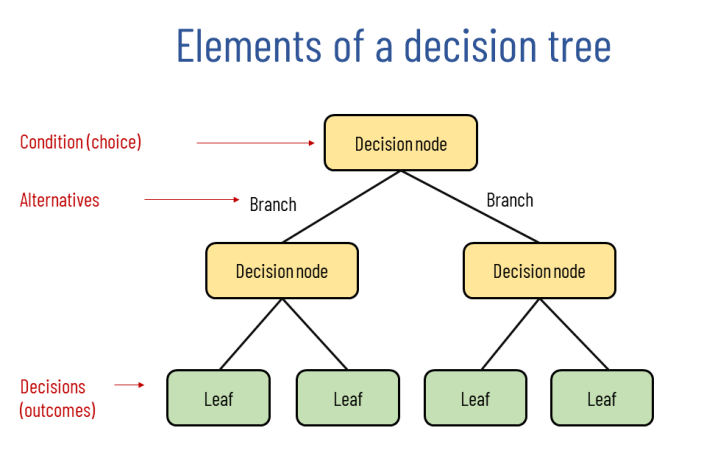 Elements of a decision tree
Condition (choice)
Decision node
Alternatives
Branch
Branch
Decision node
Decision node
Decisions
(outcomes)
Leaf
Leaf
Leaf
Leaf